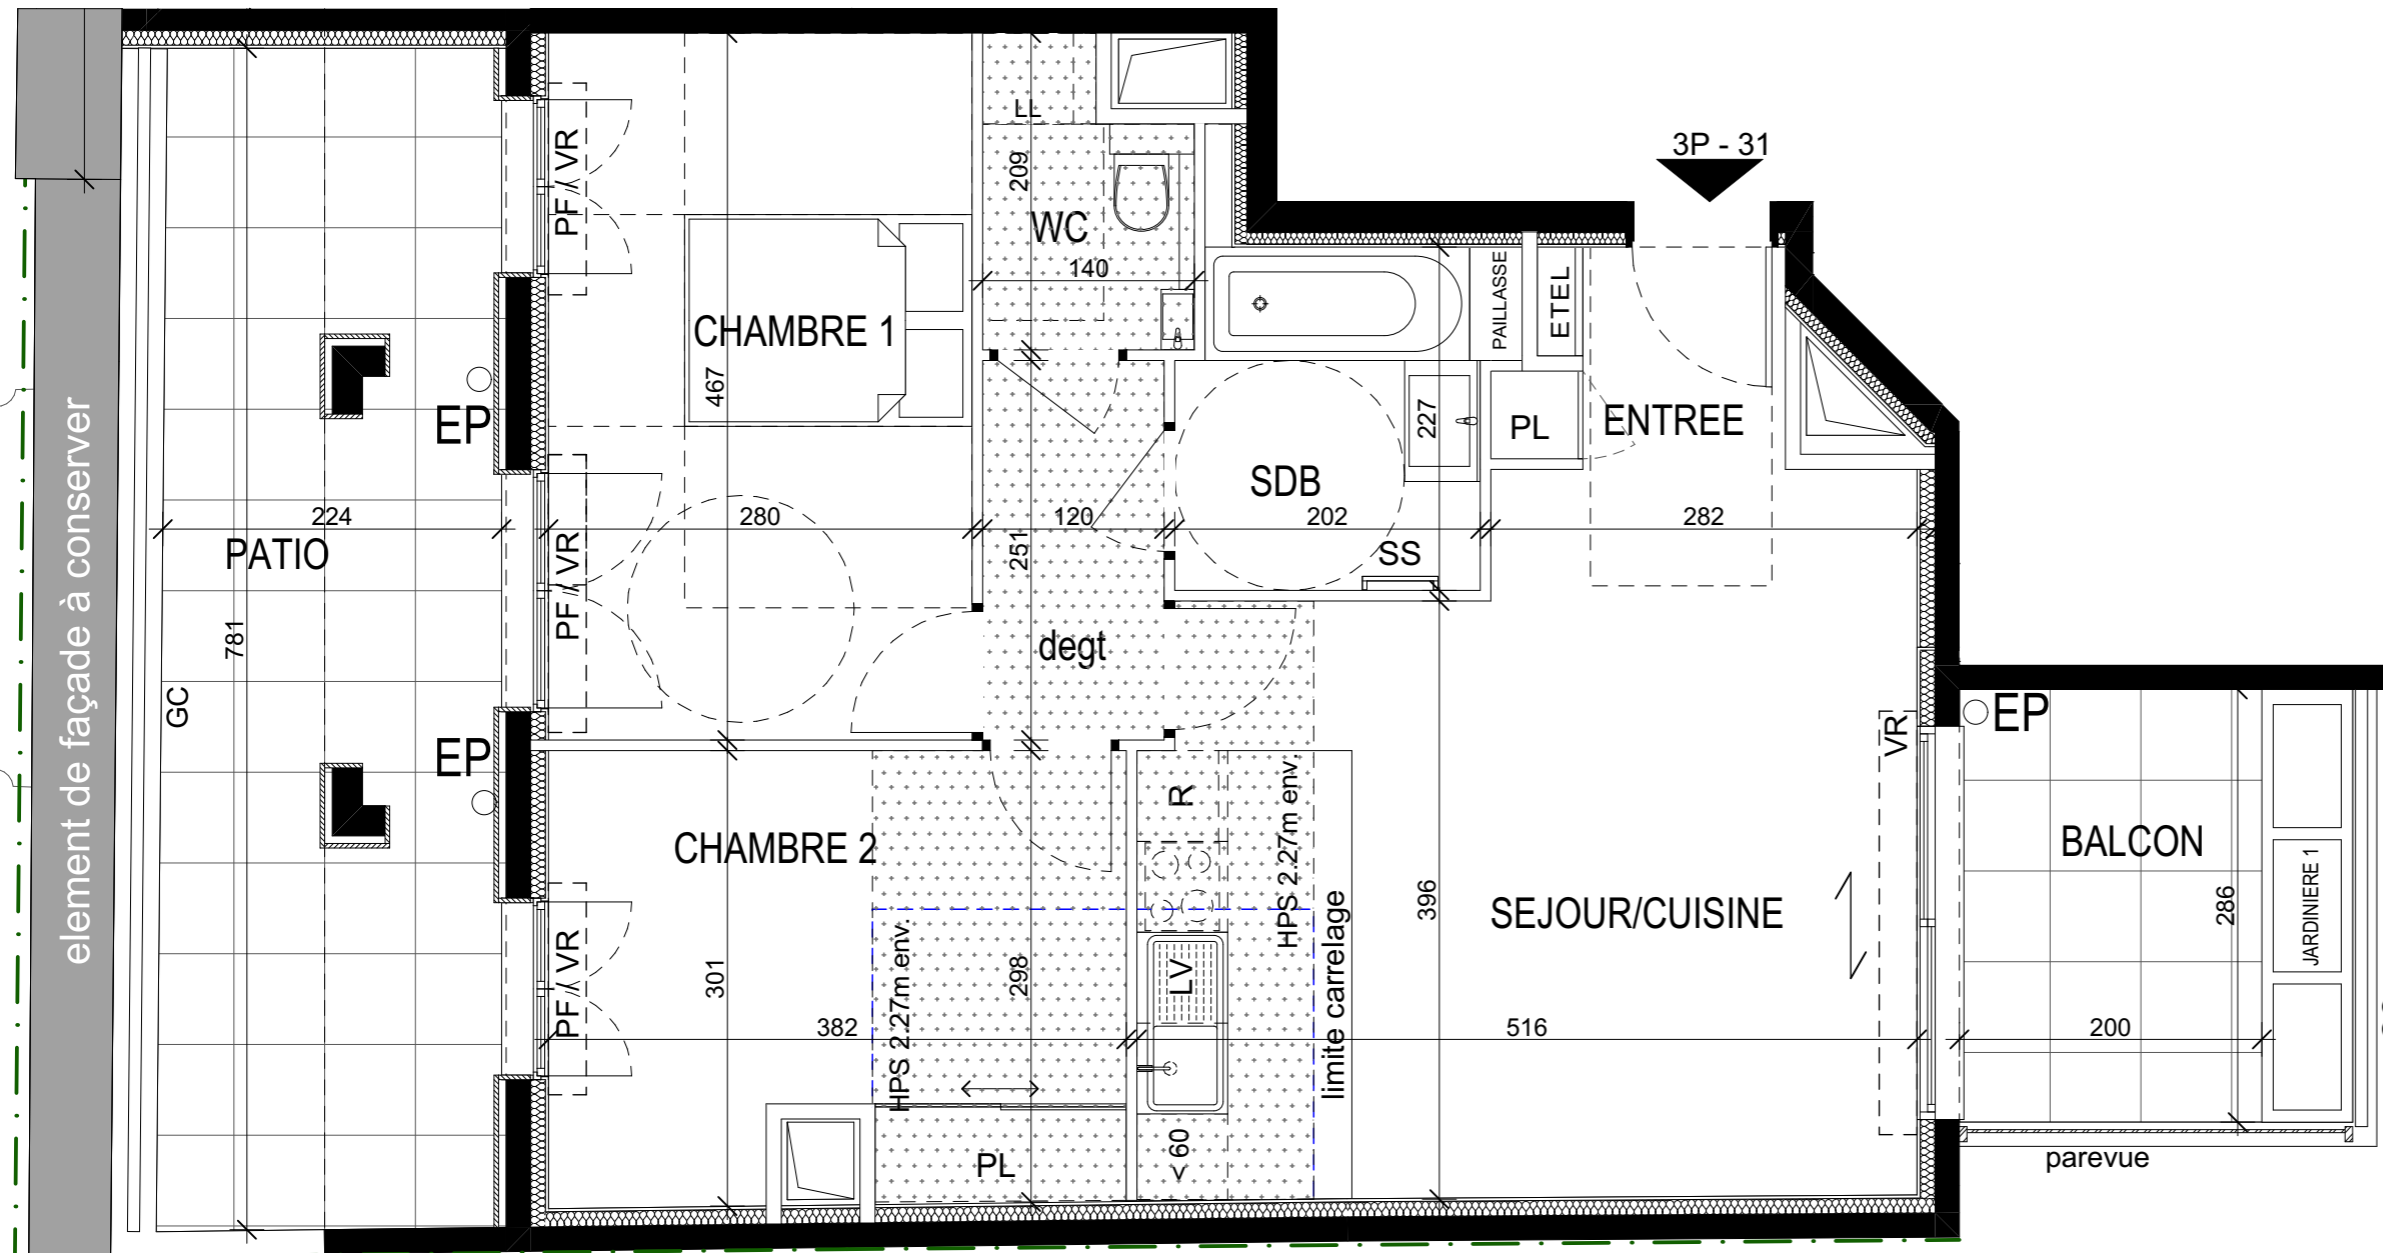 3P - 31
LL
209
WC
140
PF / VR
CHAMBRE 1
467
PAILLASSE
ETEL
EP
227
PL
ENTREE
SDB
element de façade à conserver
224
PATIO
280
120
202
282
SS
PF / VR
251
781
degt
GC
EP
VR
EP
R
HPS 2.27m env.
CHAMBRE 2
BALCON
JARDINIERE 1
286
396
SEJOUR/CUISINE
limite carrelage
HPS 2.27m env.
PF / VR
301
298
LV
382
516
200
< 60
PL
parevue